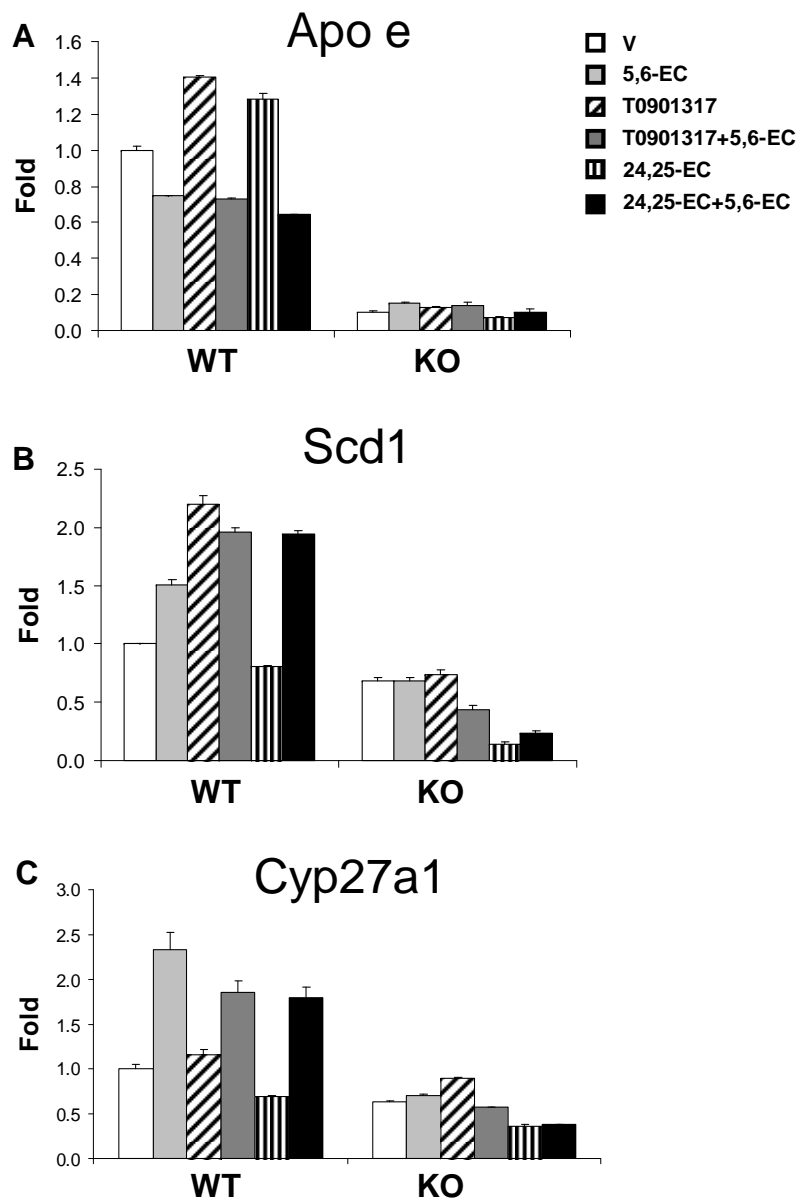 A
Apo e
1.6
1.4
1.2
1.0
0.8
0.6
0.4
0.2
0.0
Fold
WT
KO
V
5,6-EC
T0901317
T0901317+5,6-EC
24,25-EC
24,25-EC+5,6-EC
B
Scd1
2.5
2.0
1.5
1.0
0.5
0.0
Fold
WT
KO
C
Cyp27a1
3.0
2.5
2.0
1.5
1.0
0.5
0.0
Fold
WT
KO